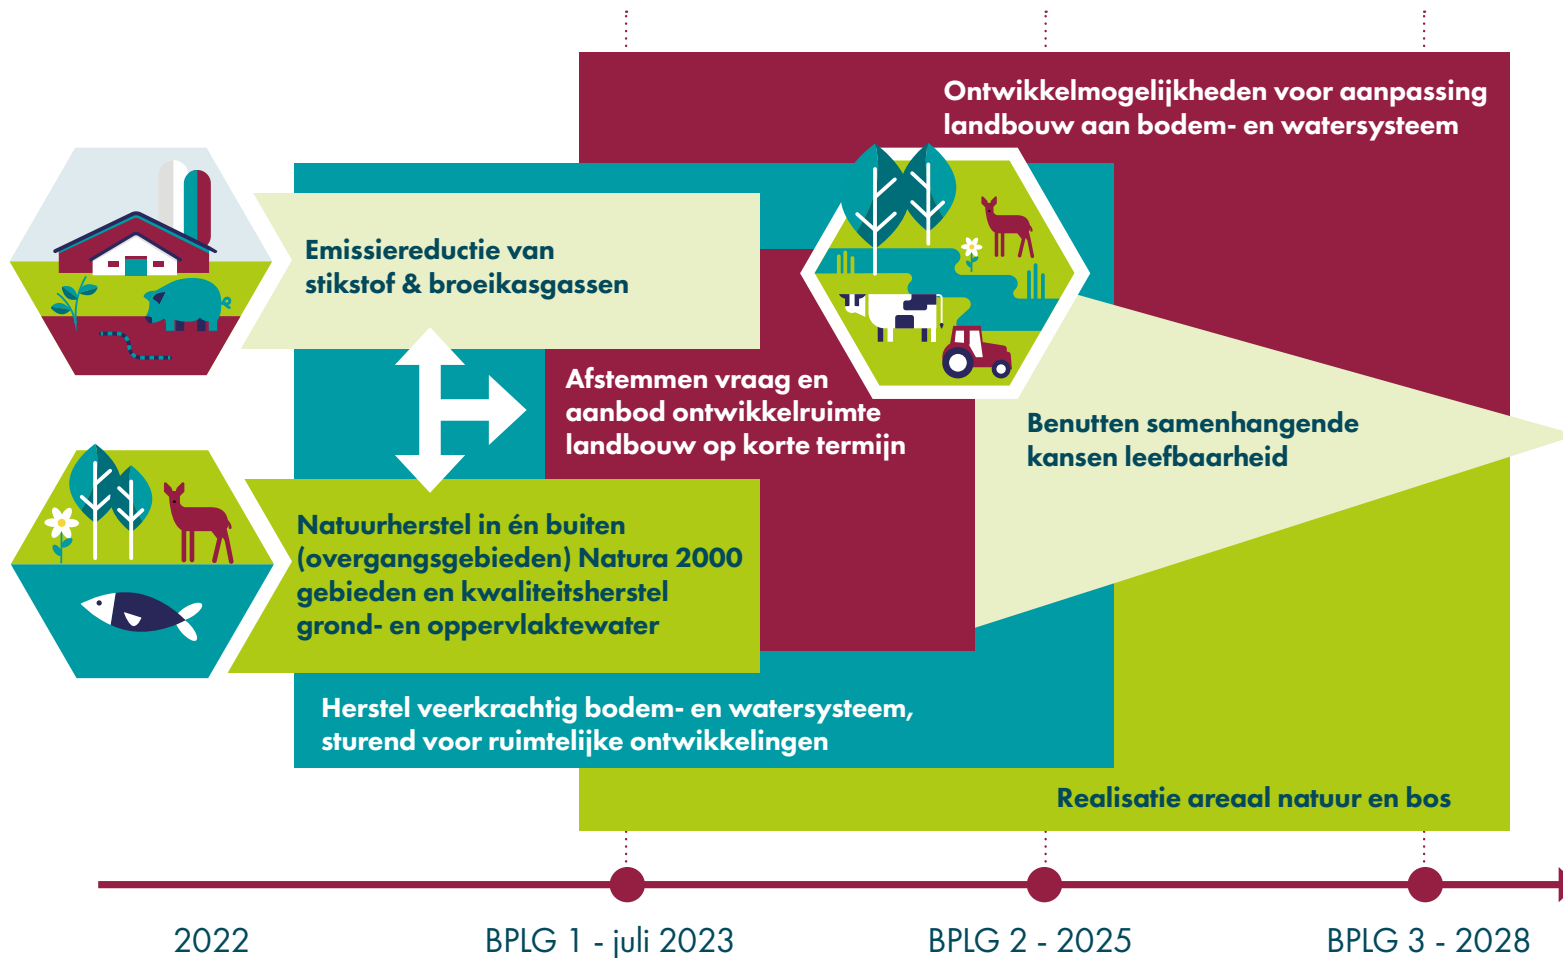 Ontwikkelmogelijkheden voor aanpassing
landbouw aan bodem- en watersysteem
Emissiereductie van
stikstof & broeikasgassen
Afstemmen vraag en
aanbod ontwikkelruimte
landbouw op korte termijn
Benutten samenhangende
kansen leefbaarheid
Natuurherstel in én buiten
(overgangsgebieden) Natura 2000
gebieden en kwaliteitsherstel
grond- en oppervlaktewater
Herstel veerkrachtig bodem- en watersysteem,
sturend voor ruimtelijke ontwikkelingen
Realisatie areaal natuur en bos
2022
BPLG 1 - juli 2023
BPLG 2 - 2025
BPLG 3 - 2028